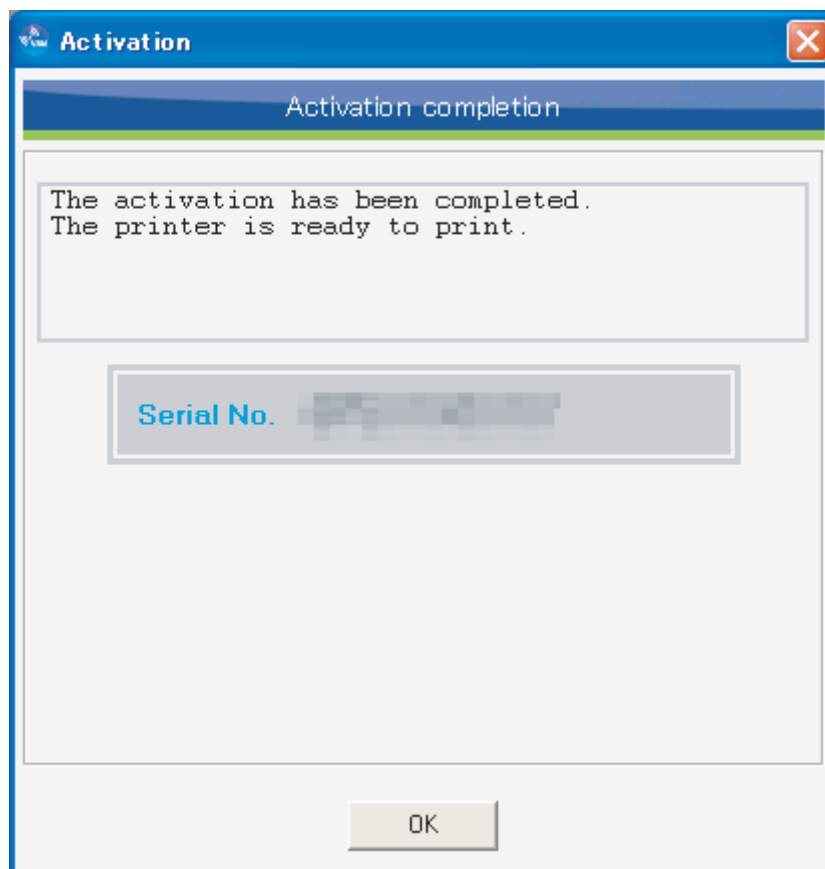 Activation
Activation completion
The activation has been completed.
The printer is ready to print.
Serial No.
OK